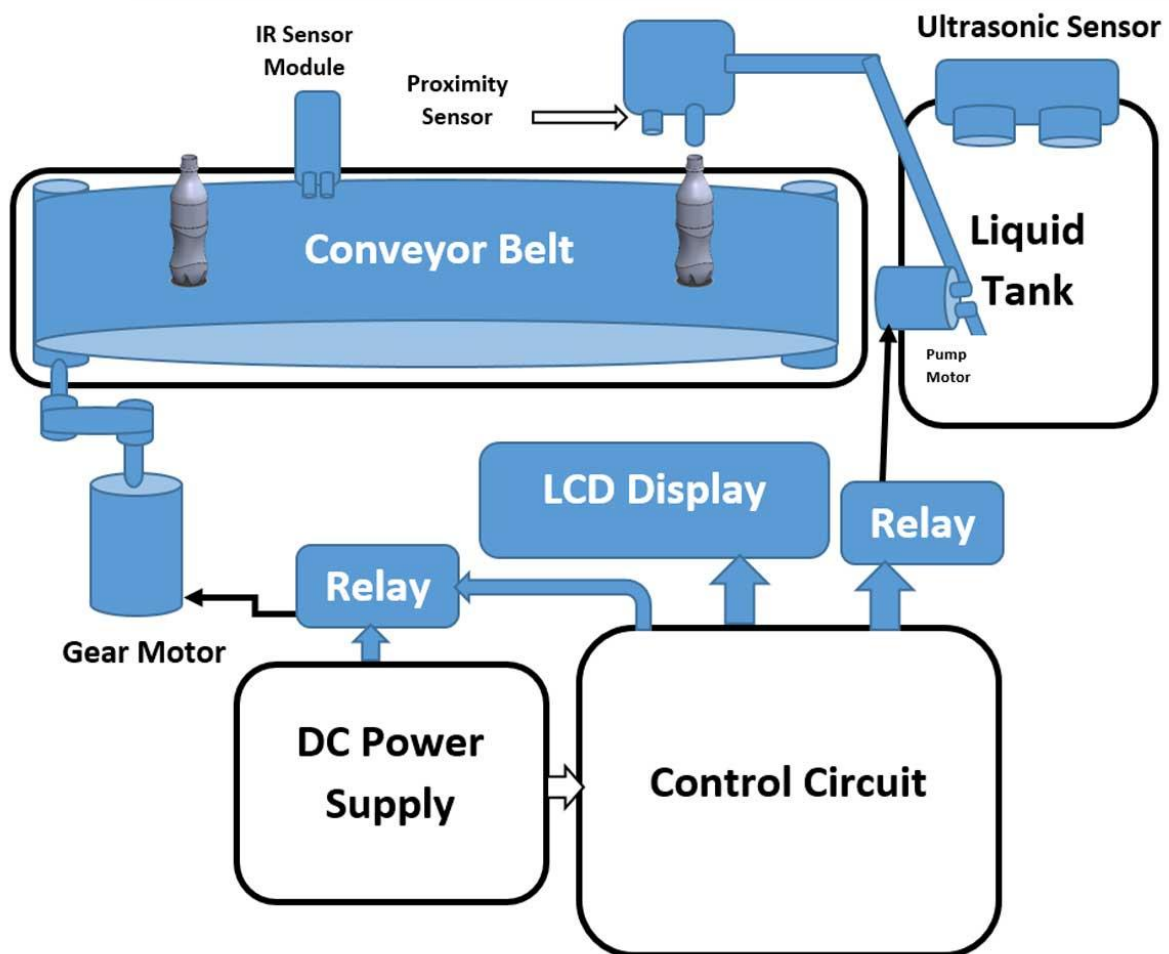 IR Sensor
Module
Proximity
Sensor
Ultrasonic Sensor
Conveyor Belt
Liquid
Tank
Pump
Motor
LCD Display
Relay
Relay
Gear Motor
DC Power
Supply
Control Circuit